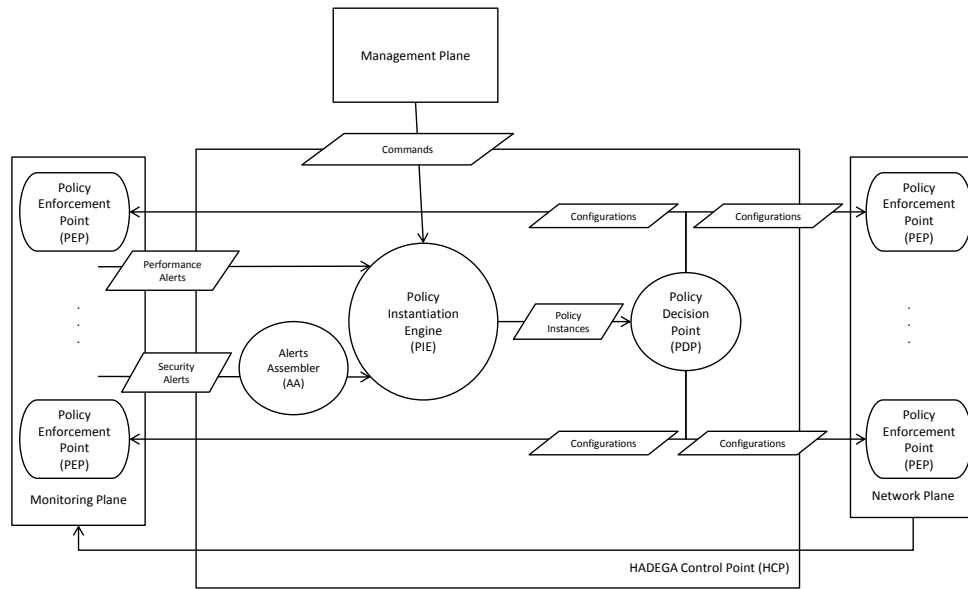 Management Plane
Commands
Policy
Enforcement
Point
(PEP)
Configurations
Configurations
Policy
Enforcement
Point
(PEP)
Performance
Alerts
Policy
Instantiation
Engine
(PIE)
Policy
Instances
Policy
Decision
Point
(PDP)
Security
Alerts
Alerts
Assembler
(AA)
Policy
Enforcement
Point
(PEP)
Configurations
Configurations
Policy
Enforcement
Point
(PEP)
Monitoring Plane
Network Plane
HADEGA Control Point (HCP)